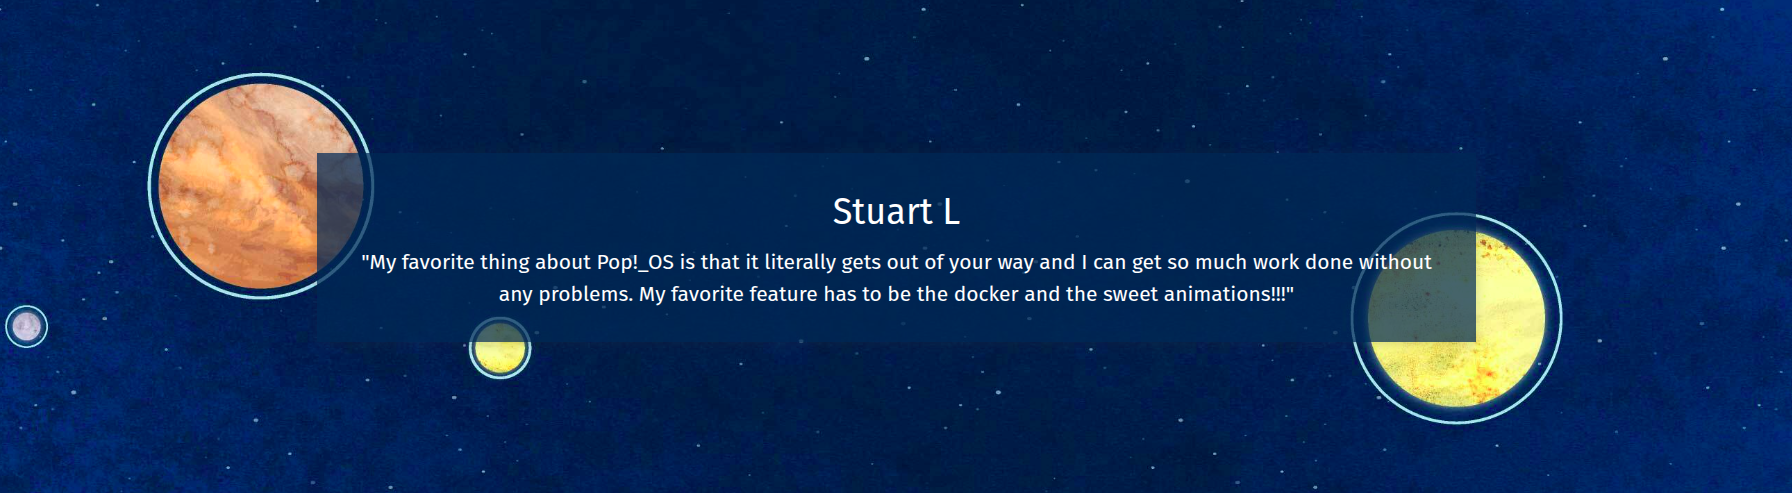 Stuart L
"My favorite thing about Pop!_OS is that it literally gets out of your way and I can get so much work done without
any problems. My favorite feature has to be the docker and the sweet animations!!!"